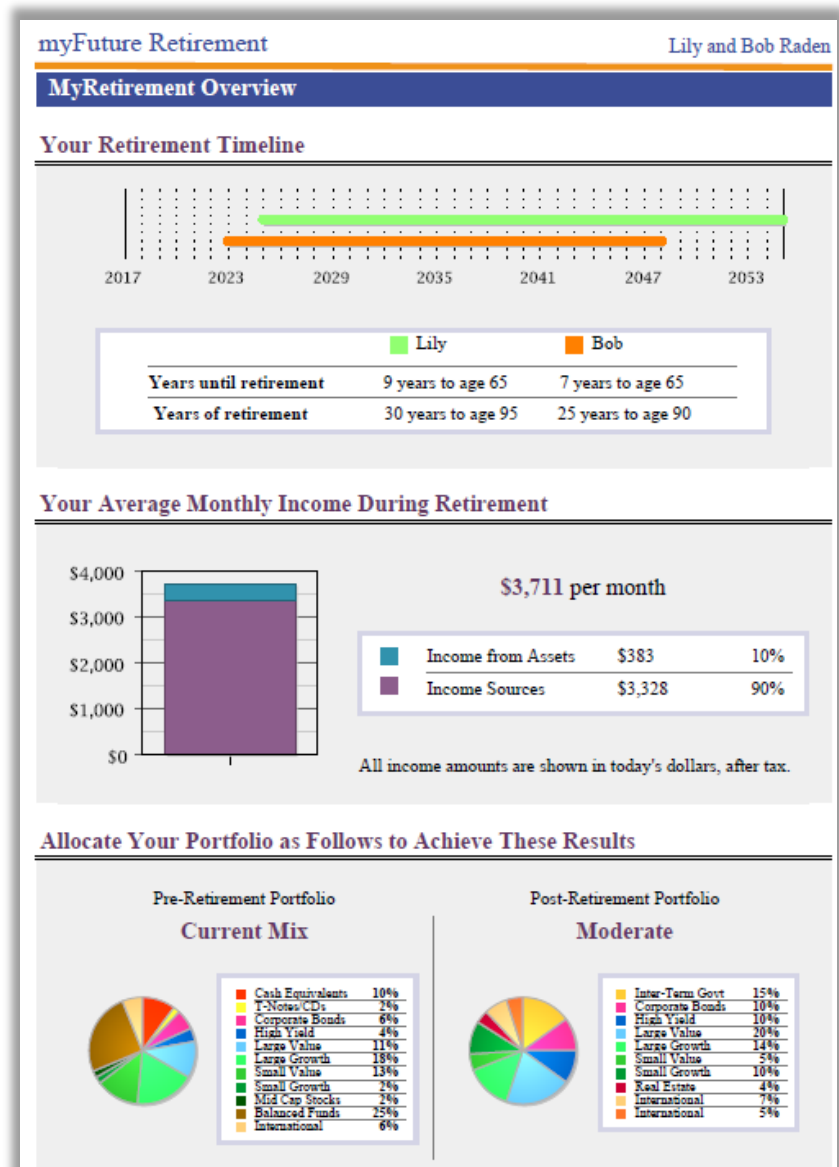 myFuture Retirement Lily and Bob Raden
MyRetirement Overview
Your Retirement Timeline
2017 2023 2029 2035 2041 2047 2053
Lily Bob
Years until retirement 9 years to age 65 7 years to age 65
Years of retirement 30 years to age 95 25 years to age 90
Your Average Monthly Income During Retirement
$4,000
$3,000
$2,000
$1,000
$0
$3,711 per month
Income from Assets $383 10%
Income Sources $3,328 90%
All income amounts are shown in today's dollars, after tax.
Allocate Your Portfolio as Follows to Achieve These Results
Pre-Retirement Portfolio
Current Mix
Cash Equivalents 10%
T-Notes/CDs 2%
Corporate Bonds 6%
High Yield 4%
Large Value 11%
Large Growth 18%
Small Value 13%
Small Growth 2%
Mid Cap Stocks 2%
Balanced Funds 25%
International 6%
Post-Retirement Portfolio
Moderate
Inter-Term Govt 15%
Corporate Bonds 10%
High Yield 10%
Large Value 20%
Large Growth 14%
Small Value 5%
Small Growth 10%
Real Estate 4%
International 7%
International 5%